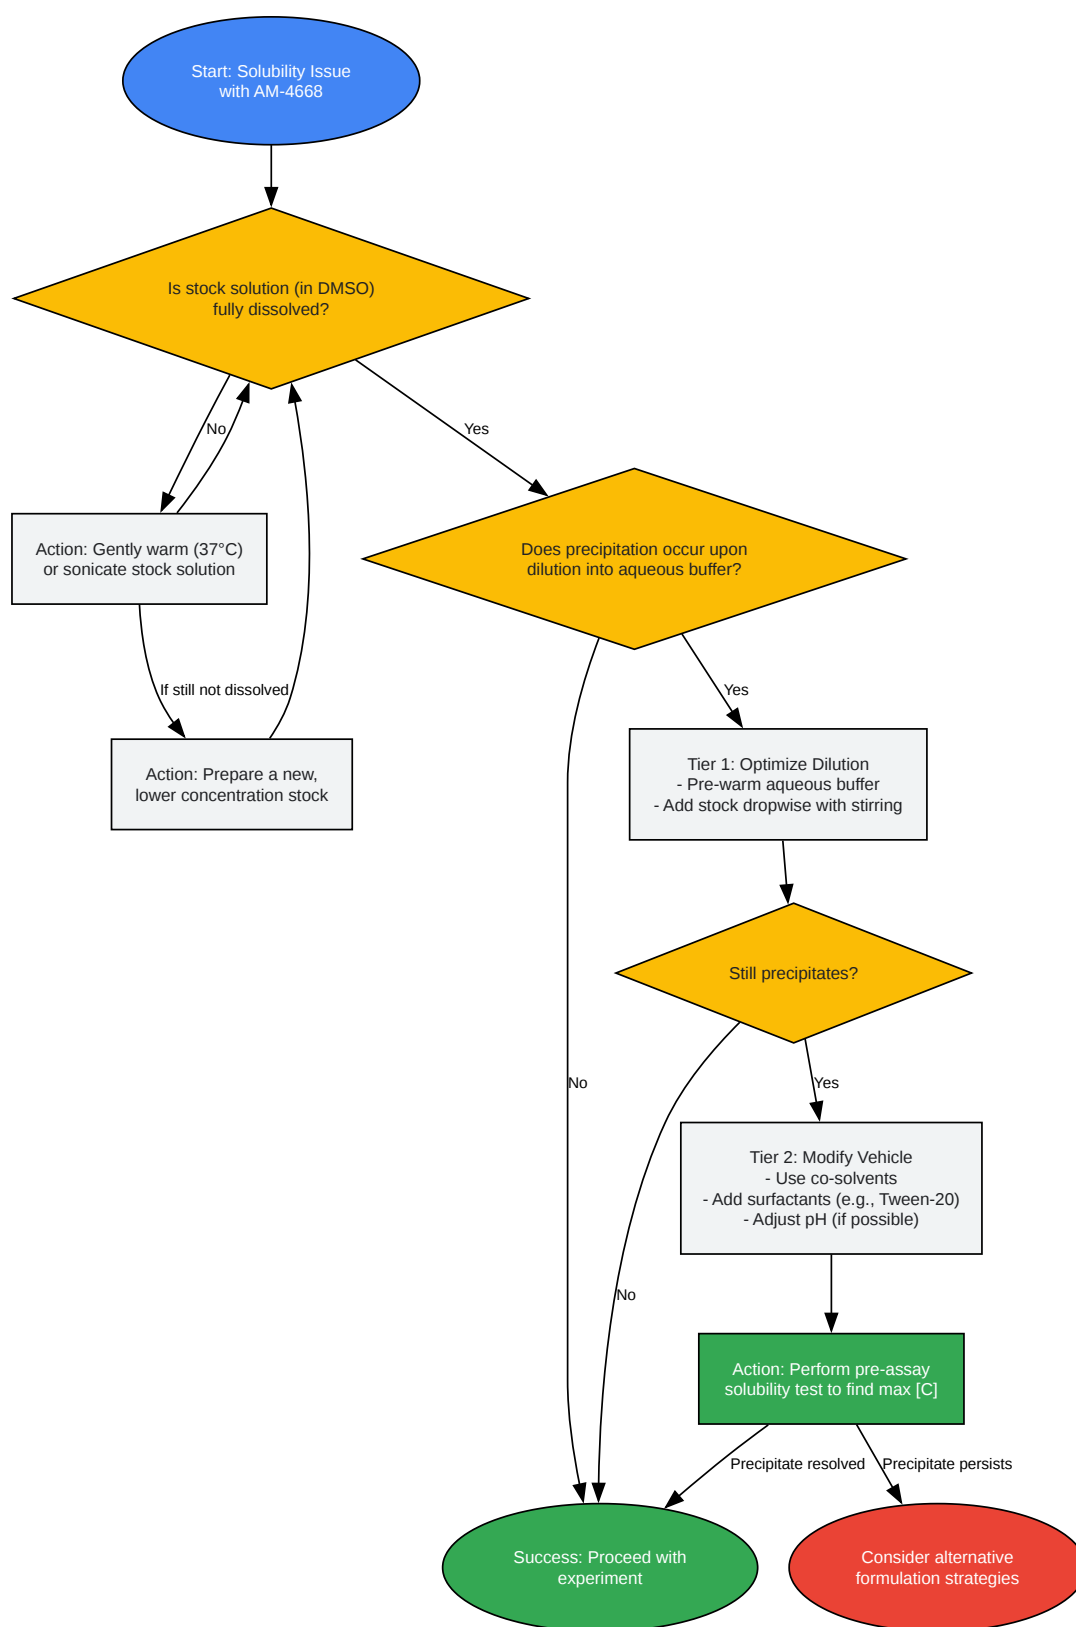 Start: Solubility Issue
with AM-4668
Is stock solution (in DMSO)
fully dissolved?
No
Yes
Action: Gently warm (37°C)
or sonicate stock solution
Does precipitation occur upon
dilution into aqueous buffer?
If still not dissolved
Yes
Action: Prepare a new,
lower concentration stock
Tier 1: Optimize Dilution
- Pre-warm aqueous buffer
- Add stock dropwise with stirring
Still precipitates?
No
Yes
Tier 2: Modify Vehicle
- Use co-solvents
- Add surfactants (e.g., Tween-20)
- Adjust pH (if possible)
No
Action: Perform pre-assay
solubility test to find max [C]
Precipitate resolved
Precipitate persists
Success: Proceed with
experiment
Consider alternative
formulation strategies